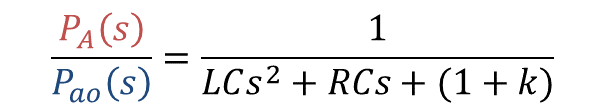 P_A(s) / P_ao(s) = 1 / (LCs² + RCs + (1 + k))